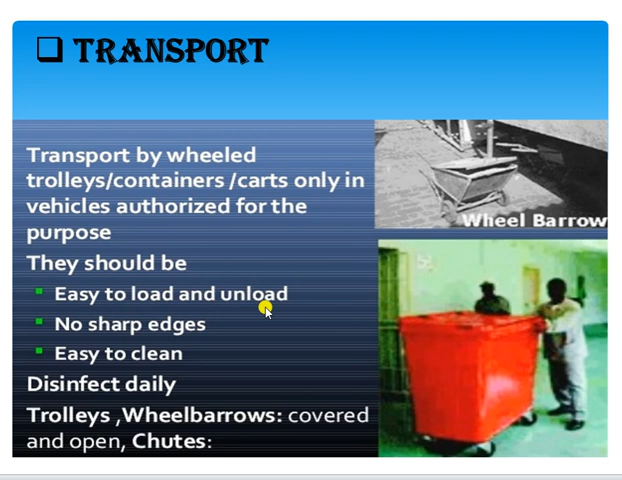 TRANSPORT
Transport by wheeled
trolleys/containers /carts only in
vehicles authorized for the
purpose
Wheel Barrow
They should be
Easy to load and unload
No sharp edges
Easy to clean
Disinfect daily
Trolleys ,Wheelbarrows: covered
and open, Chutes: